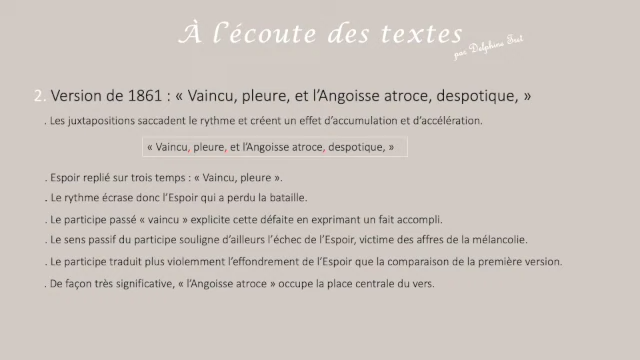 À l'écoute des textes
par Delphine Saet
2. Version de 1861 : « Vaincu, pleure, et l'Angoisse atroce, despotique, »
. Les juxtapositions saccadent le rythme et créent un effet d'accumulation et d'accélération.
« Vaincu, pleure, et l'Angoisse atroce, despotique, »
. Espoir replié sur trois temps : « Vaincu, pleure ».
. Le rythme écrase donc l'Espoir qui a perdu la bataille.
. Le participe passé « vaincu » explicite cette défaite en exprimant un fait accompli.
. Le sens passif du participe souligne d'ailleurs l'échec de l'Espoir, victime des affres de la mélancolie.
. Le participe traduit plus violemment l'effondrement de l'Espoir que la comparaison de la première version.
. De façon très significative, « l'Angoisse atroce » occupe la place centrale du vers.